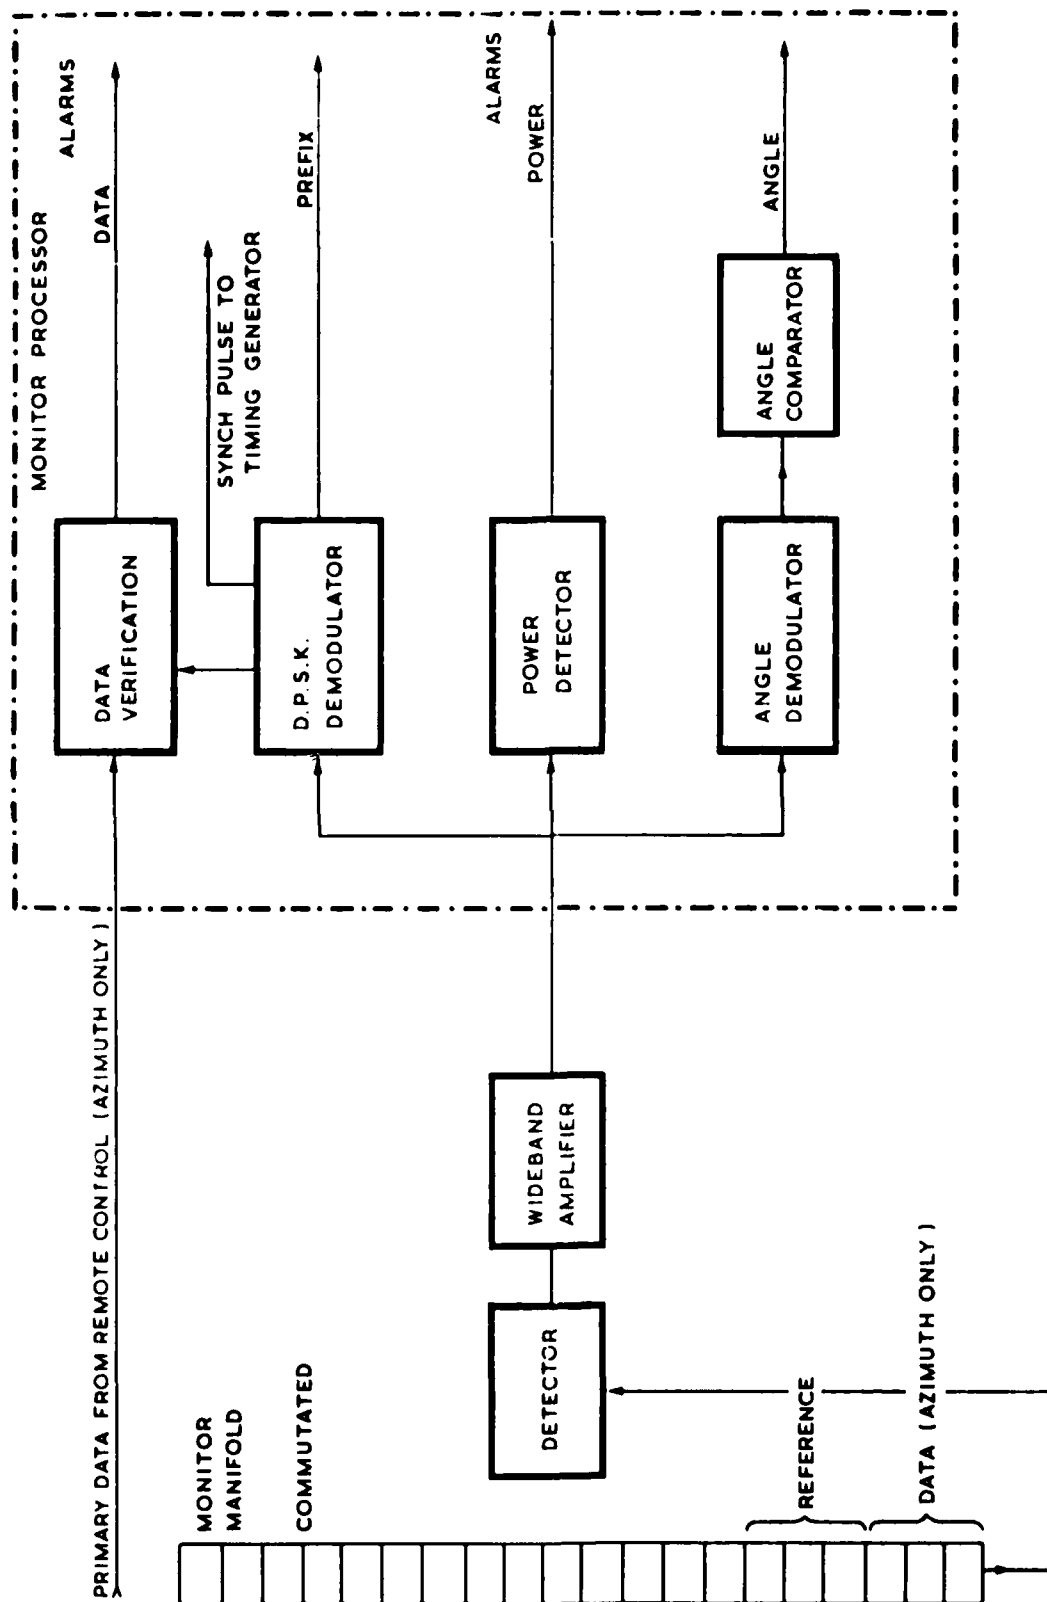 MONITOR PROCESSOR
ALARMS
DATA
SYNCH PULSE TO
TIMING GENERATOR
PREFIX
ALARMS
POWER
ANGLE
DATA
VERIFICATION
D.P.S.K.
DEMODULATOR
POWER
DETECTOR
ANGLE
DEMODULATOR
ANGLE
COMPARATOR
PRIMARY DATA FROM REMOTE CONTROL (AZIMUTH ONLY)
MONITOR
MANIFOLD
COMMUTATED
DETECTOR
WIDEBAND
AMPLIFIER
REFERENCE
DATA (AZIMUTH ONLY)